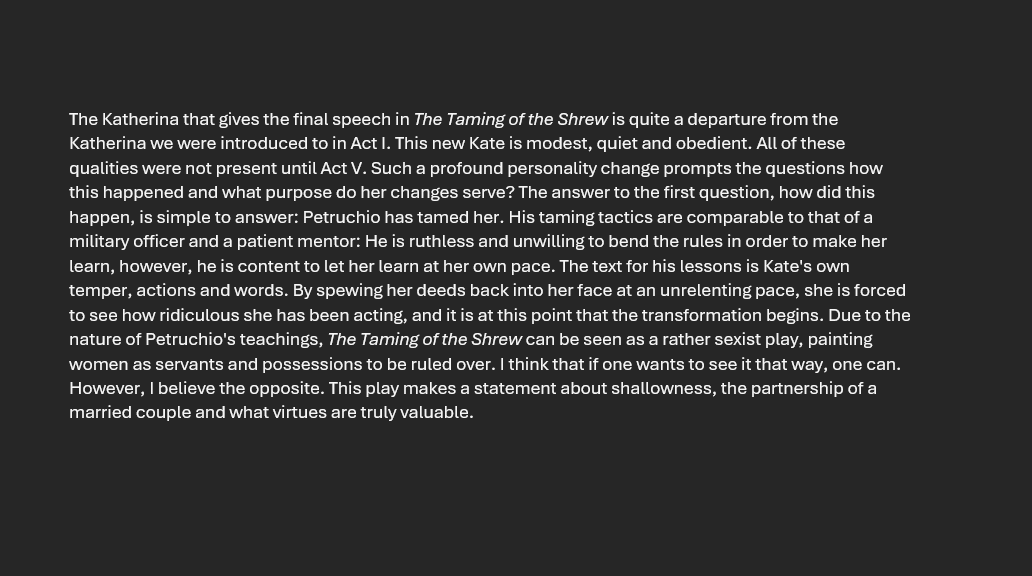 The Katherina that gives the final speech in The Taming of the Shrew is quite a departure from the
Katherina we were introduced to in Act I. This new Kate is modest, quiet and obedient. All of these
qualities were not present until Act V. Such a profound personality change prompts the questions how
this happened and what purpose do her changes serve? The answer to the first question, how did this
happen, is simple to answer: Petruchio has tamed her. His taming tactics are comparable to that of a
military officer and a patient mentor: He is ruthless and unwilling to bend the rules in order to make her
learn, however, he is content to let her learn at her own pace. The text for his lessons is Kate's own
temper, actions and words. By spewing her deeds back into her face at an unrelenting pace, she is forced
to see how ridiculous she has been acting, and it is at this point that the transformation begins. Due to the
nature of Petruchio's teachings, The Taming of the Shrew can be seen as a rather sexist play, painting
women as servants and possessions to be ruled over. I think that if one wants to see it that way, one can.
However, I believe the opposite. This play makes a statement about shallowness, the partnership of a
married couple and what virtues are truly valuable.